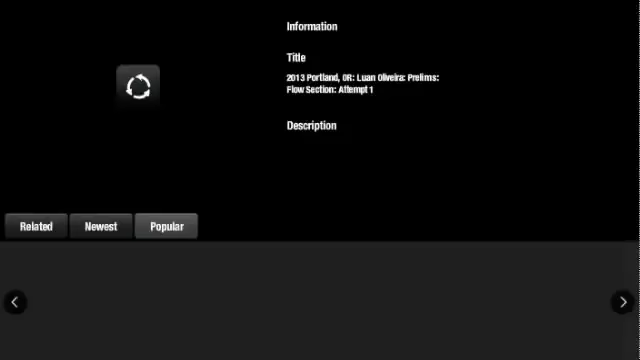 Information
Title
2013 Portland, OR: Luan Oliveira: Prelims:
Flow Section: Attempt 1
Description
Related
Newest
Popular